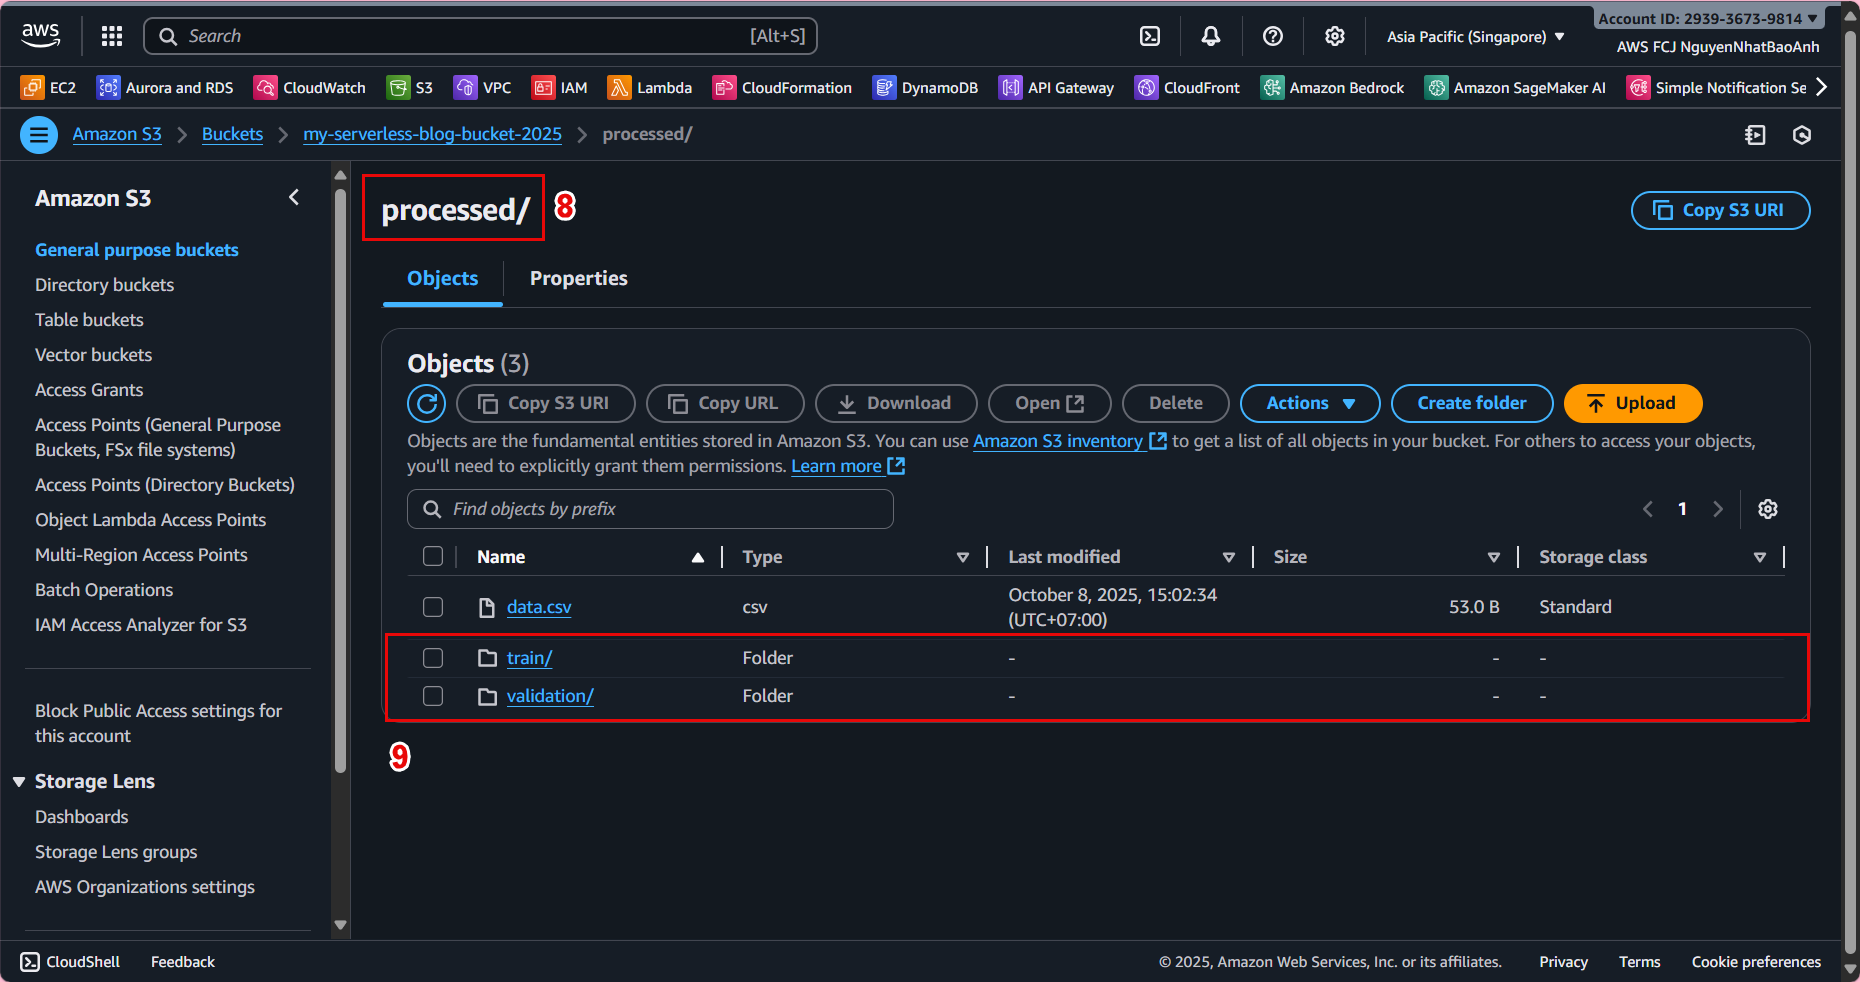 aws
Search
[Alt+S]
Asia Pacific (Singapore)
Account ID: 2939-3673-9814
AWS FCJ NguyenNhatBaoAnh
EC2
Aurora and RDS
CloudWatch
S3
VPC
IAM
Lambda
CloudFormation
DynamoDB
API Gateway
CloudFront
Amazon Bedrock
Amazon SageMaker AI
Simple Notification Se
Amazon S3
Buckets
my-serverless-blog-bucket-2025
processed/
Amazon S3
General purpose buckets
Directory buckets
Table buckets
Vector buckets
Access Grants
Access Points (General Purpose
Buckets, FSx file systems)
Access Points (Directory Buckets)
Object Lambda Access Points
Multi-Region Access Points
Batch Operations
IAM Access Analyzer for S3
Block Public Access settings for
this account
Storage Lens
Dashboards
Storage Lens groups
AWS Organizations settings
processed/
8
Copy S3 URI
Objects
Properties
Objects (3)
Copy S3 URI
Copy URL
Download
Open
Delete
Actions
Create folder
Upload
Objects are the fundamental entities stored in Amazon S3. You can use Amazon S3 inventory to get a list of all objects in your bucket. For others to access your objects,
you'll need to explicitly grant them permissions. Learn more
Find objects by prefix
1
Name
Type
Last modified
Size
Storage class
data.csv
csv
October 8, 2025, 15:02:34
(UTC+07:00)
53.0 B
Standard
train/
Folder
-
-
-
validation/
Folder
-
-
-
9
CloudShell
Feedback
© 2025, Amazon Web Services, Inc. or its affiliates.
Privacy
Terms
Cookie preferences